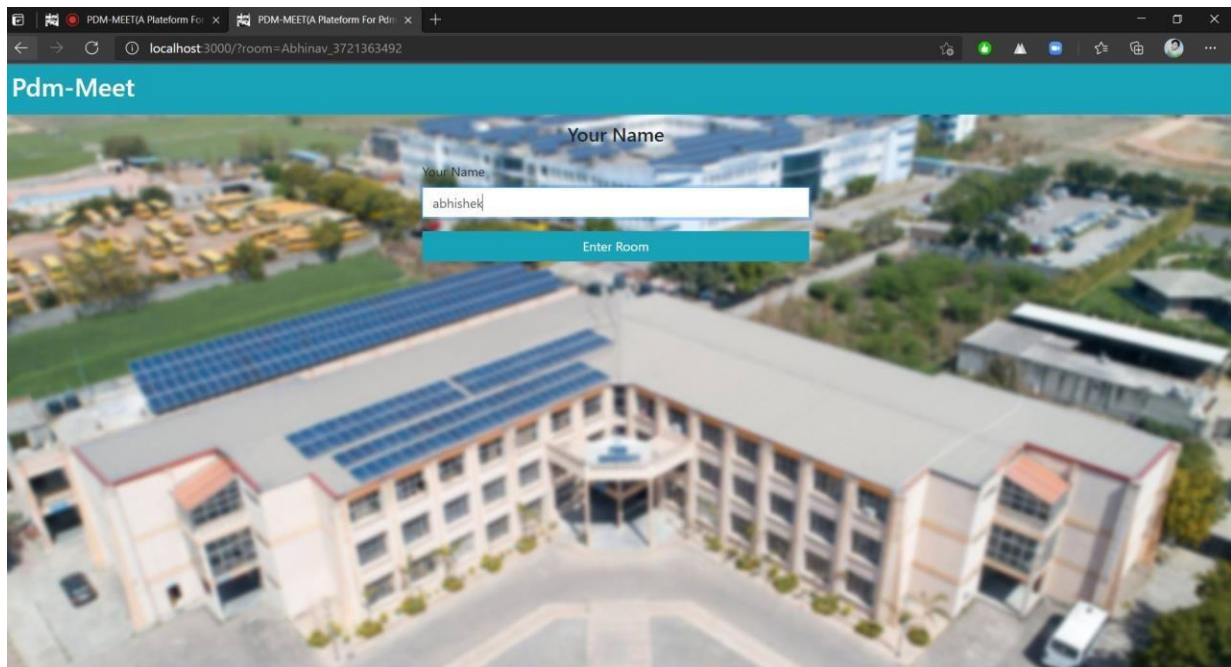 PDM-MEET(A Plateform For
PDM-MEET(A Plateform For Pdm
localhost:3000/?room=Abhinav_3721363492
Pdm-Meet
Your Name
Your Name
abhishek
Enter Room